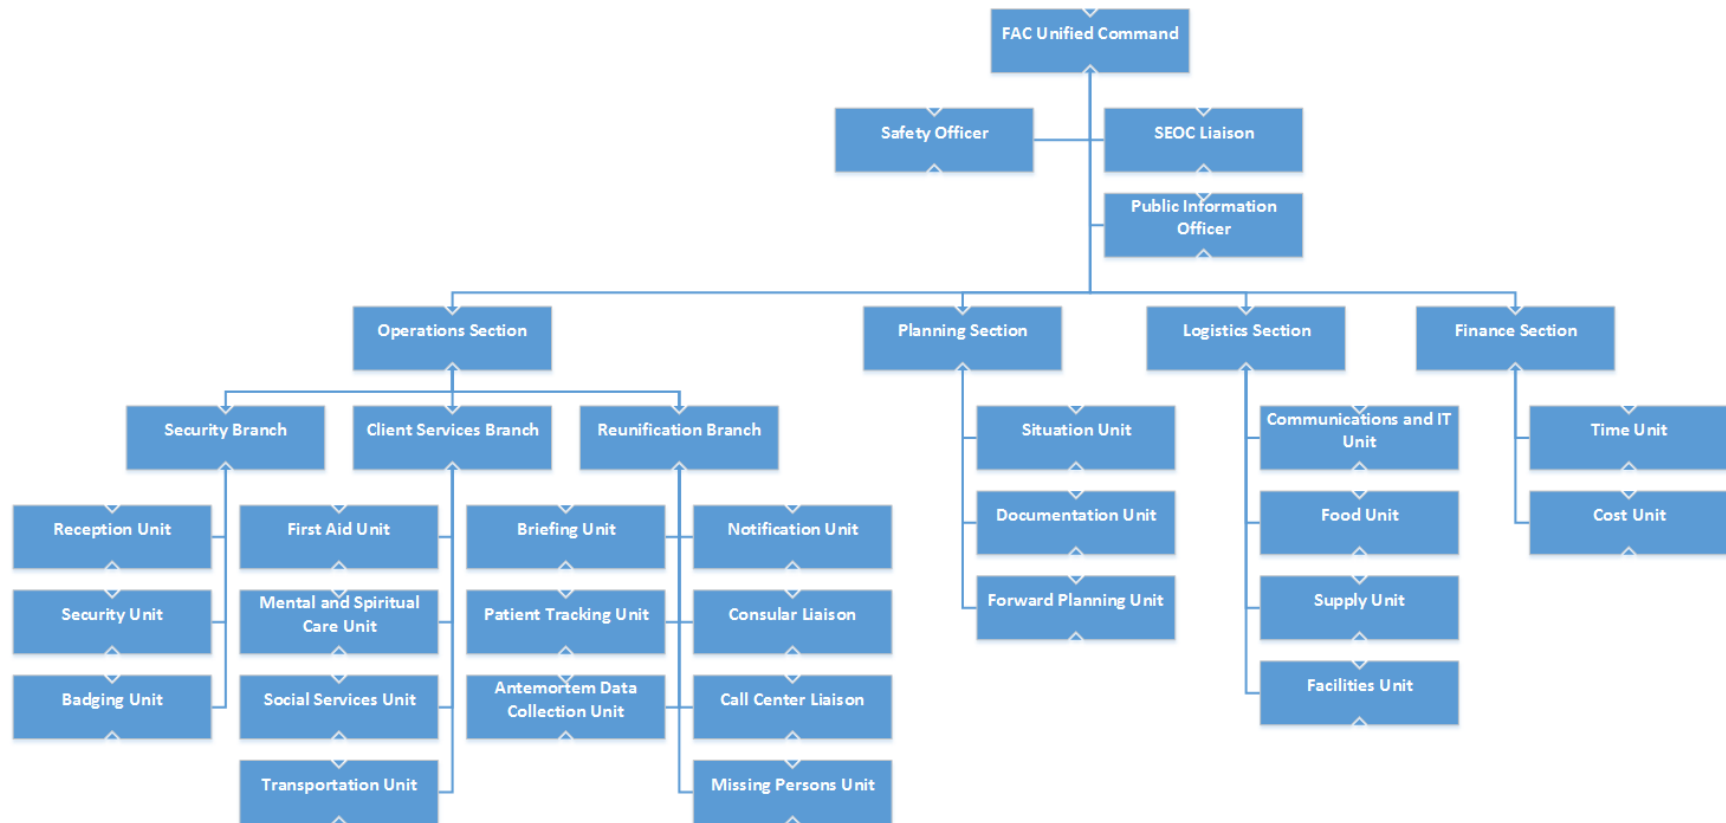 FAC Unified Command
Safety Officer
SEOC Liaison
Public Information
Officer
Operations Section
Planning Section
Logistics Section
Finance Section
Security Branch
Client Services Branch
Reunification Branch
Situation Unit
Communications and IT
Unit
Time Unit
Reception Unit
First Aid Unit
Briefing Unit
Notification Unit
Documentation Unit
Food Unit
Cost Unit
Security Unit
Mental and Spiritual
Care Unit
Patient Tracking Unit
Consular Liaison
Forward Planning Unit
Supply Unit
Badging Unit
Social Services Unit
Antemortem Data
Collection Unit
Call Center Liaison
Facilities Unit
Transportation Unit
Missing Persons Unit